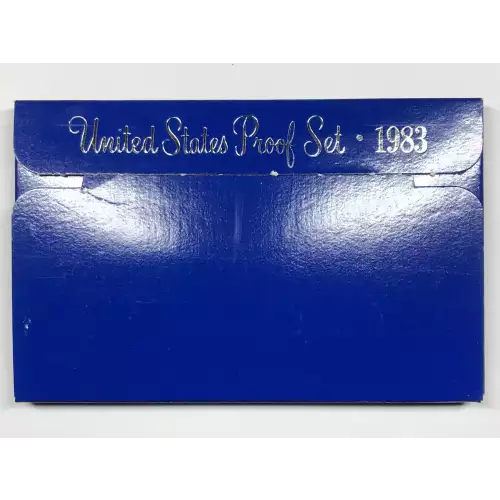 United States Proof Set · 1983